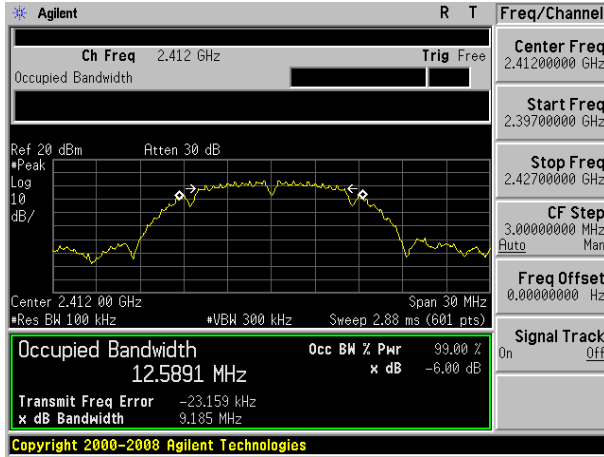 Agilent R T Freq/Channel
Ch Freq 2.412 GHz Trig Free
Occupied Bandwidth
Center Freq
2.41200000 GHz
Start Freq
2.39700000 GHz
Stop Freq
2.42700000 GHz
CF Step
3.00000000 MHz
Auto Man
Freq Offset
0.00000000 Hz
Signal Track
On Off
Ref 20 dBm Atten 30 dB
#Peak
Log
10
dB/
Center 2.412 00 GHz Span 30 MHz
#Res BW 100 kHz #VBW 300 kHz Sweep 2.88 ms (601 pts)
Occupied Bandwidth Occ BW % Pwr 99.00 %
12.5891 MHz x dB -6.00 dB
Transmit Freq Error -23.159 kHz
x dB Bandwidth 9.185 MHz
Copyright 2000-2008 Agilent Technologies